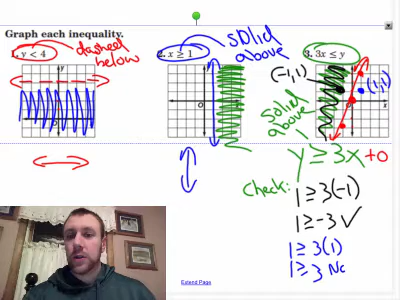 Graph each inequality.
1. y < 4
dashed
below
2. x ≥ 1
solid
above
3. 3x ≤ y
(-1,1)
(1,1)
solid
above
y ≥ 3x + 0
Check:
1 ≥ 3(-1)
1 ≥ -3 ✓
1 ≥ 3(1)
1 ≥ 3 No
Extend Page